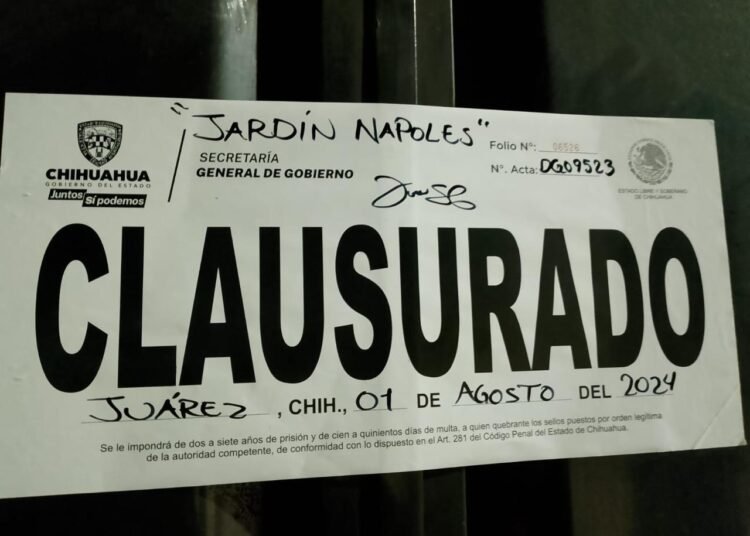 "JARDÍN NAPOLES"
CHIHUAHUA
GOBIERNO DEL ESTADO
Juntos Sí podemos
SECRETARÍA
GENERAL DE GOBIERNO
Folio N°: 08526
N°. Acta: DG09523
ESTADO LIBRE Y SOBERANO
DE CHIHUAHUA
CLAUSURADO
JUÁREZ, CHIH., 01 DE AGOSTO DEL 2024
Se le impondrá de dos a siete años de prisión y de cien a quinientos días de multa, a quien quebrante los sellos puestos por orden legítima
de la autoridad competente, de conformidad con lo dispuesto en el Art. 281 del Código Penal del Estado de Chihuahua.